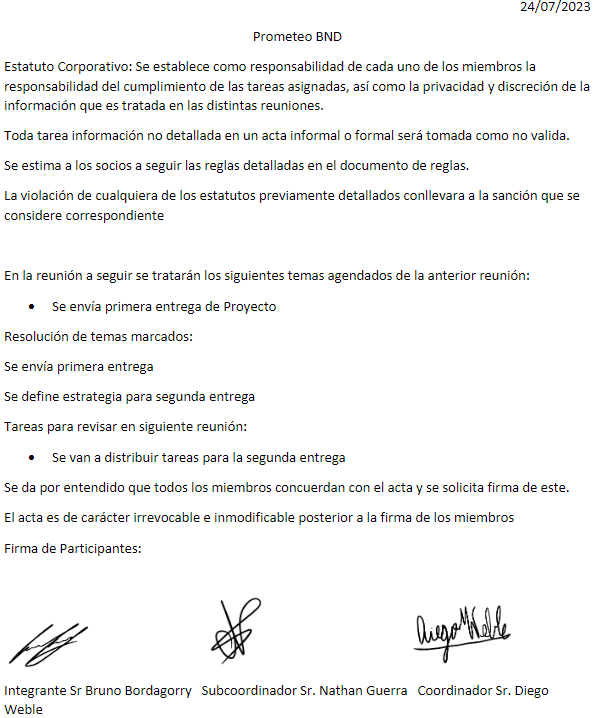 24/07/2023
Prometeo BND
Estatuto Corporativo: Se establece como responsabilidad de cada uno de los miembros la
responsabilidad del cumplimiento de las tareas asignadas, así como la privacidad y discreción de la
información que es tratada en las distintas reuniones.
Toda tarea información no detallada en un acta informal o formal será tomada como no valida.
Se estima a los socios a seguir las reglas detalladas en el documento de reglas.
La violación de cualquiera de los estatutos previamente detallados conllevara a la sanción que se
considere correspondiente
En la reunión a seguir se tratarán los siguientes temas agendados de la anterior reunión:
• Se envía primera entrega de Proyecto
Resolución de temas marcados:
Se envía primera entrega
Se define estrategia para segunda entrega
Tareas para revisar en siguiente reunión:
• Se van a distribuir tareas para la segunda entrega
Se da por entendido que todos los miembros concuerdan con el acta y se solicita firma de este.
El acta es de carácter irrevocable e inmodificable posterior a la firma de los miembros
Firma de Participantes:
Diego Weble
Integrante Sr Bruno Bordagorry Subcoordinador Sr. Nathan Guerra Coordinador Sr. Diego
Weble